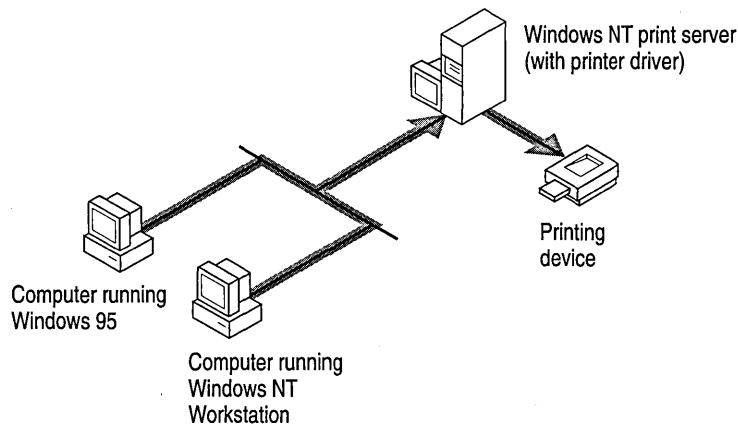 Windows NT print server
(with printer driver)
Printing
device
Computer running
Windows 95
Computer running
Windows NT
Workstation